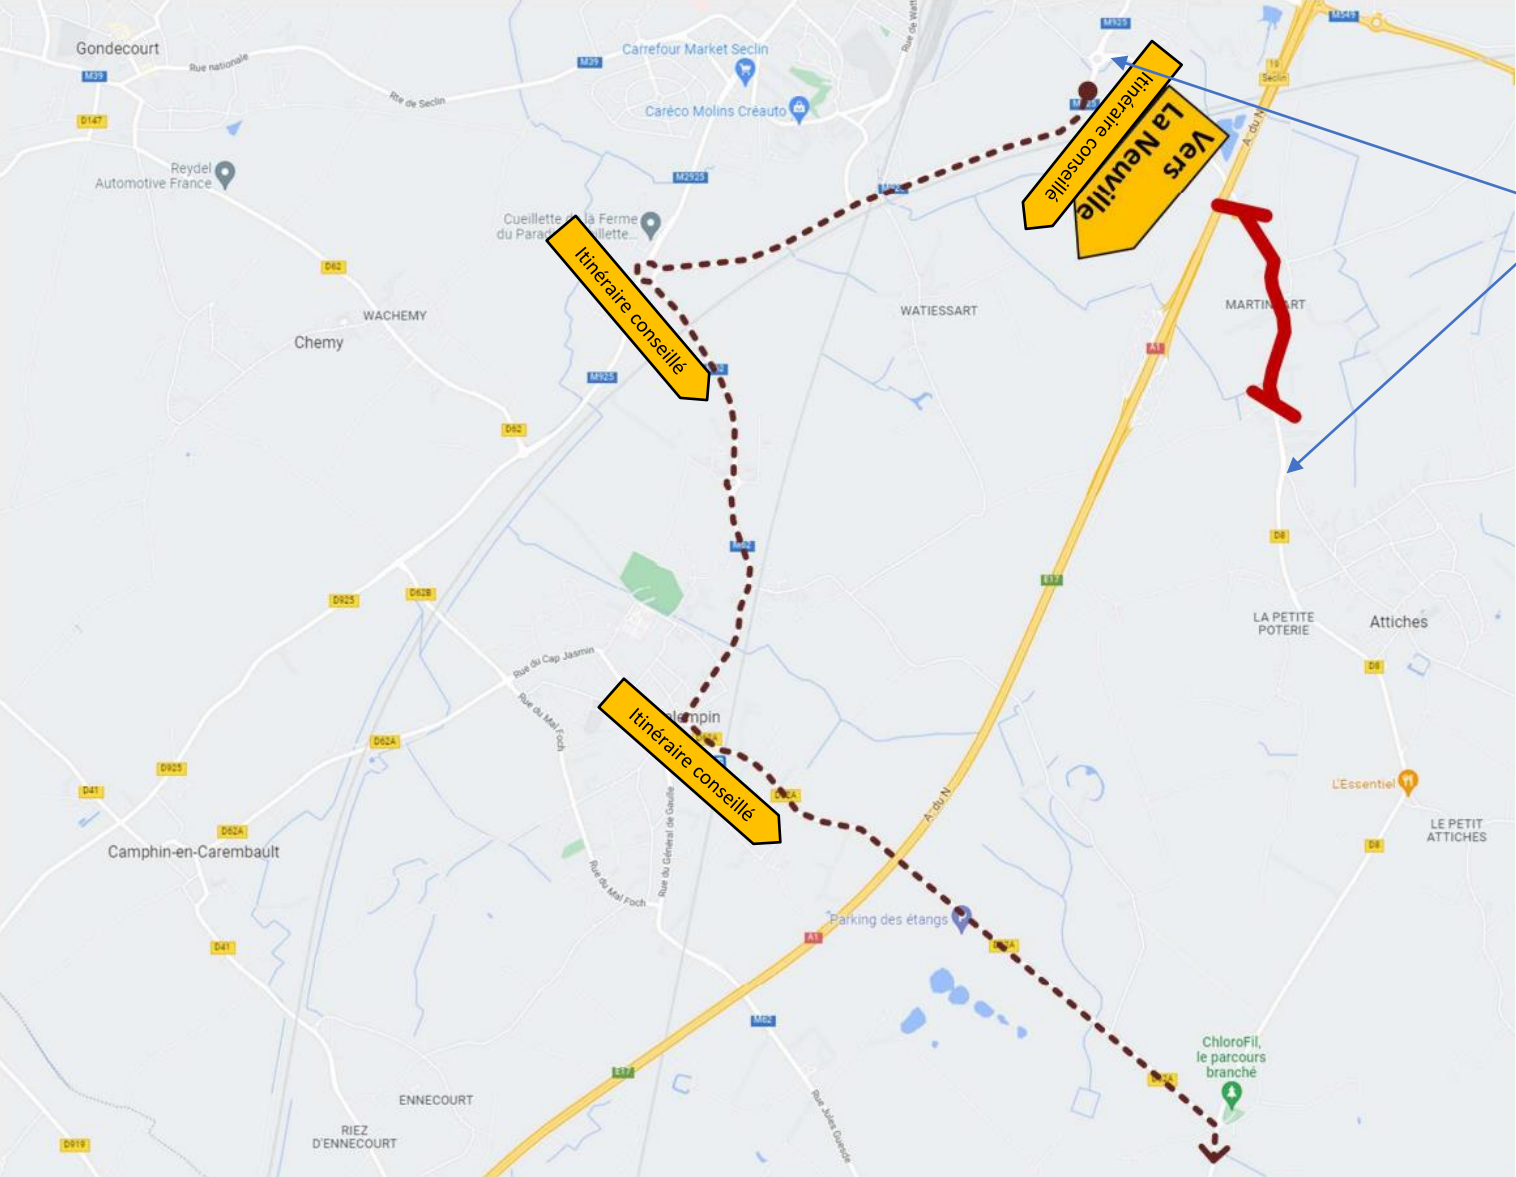 M925
M549
Gondecourt
Carrefour Market Seclin
Rue nationale
M39
M39
19
Seclin
Rte de Seclin
Caréco Molins Créauto
D147
A. du N
Itinéraire conseillé
Vers
La Neuville
Reydel
Automotive France
M2925
Cueillette de la Ferme
Itinéraire conseillé
D62
WACHEMY
Chemy
WATIESSART
A1
M925
D62
D8
E17
D925
D62B
LA PETITE
POTERIE
Attiches
Rue du Cap Jasmin
D8
Rue du Mal Foch
Itinéraire conseillé
D62A
D925
D41
L'Essentiel
D62A
LE PETIT
ATTICHES
D8
A. du N
Camphin-en-Carembault
Rue du Général de Gaulle
Rue du Mal Foch
Parking des étangs
A1
D41
M62
ChloroFil,
le parcours
branché
E17
ENNECOURT
Rue Jules Guesde
RIEZ
D'ENNECOURT
D919